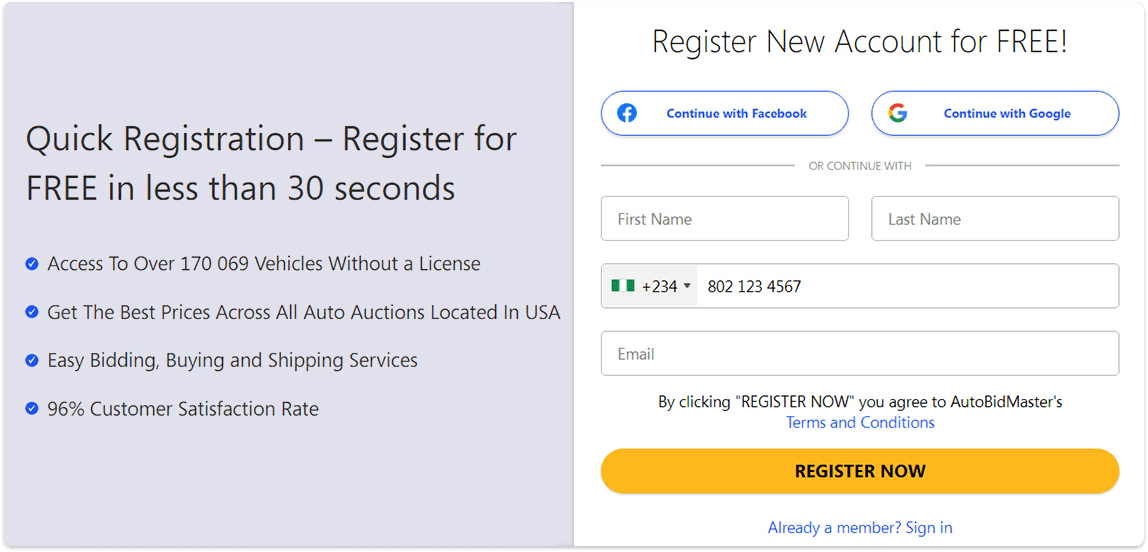 Quick Registration – Register for
FREE in less than 30 seconds
Access To Over 170 069 Vehicles Without a License
Get The Best Prices Across All Auto Auctions Located In USA
Easy Bidding, Buying and Shipping Services
96% Customer Satisfaction Rate
Register New Account for FREE!
Continue with Facebook
Continue with Google
OR CONTINUE WITH
First Name
Last Name
+234 802 123 4567
Email
By clicking "REGISTER NOW" you agree to AutoBidMaster's
Terms and Conditions
REGISTER NOW
Already a member? Sign in